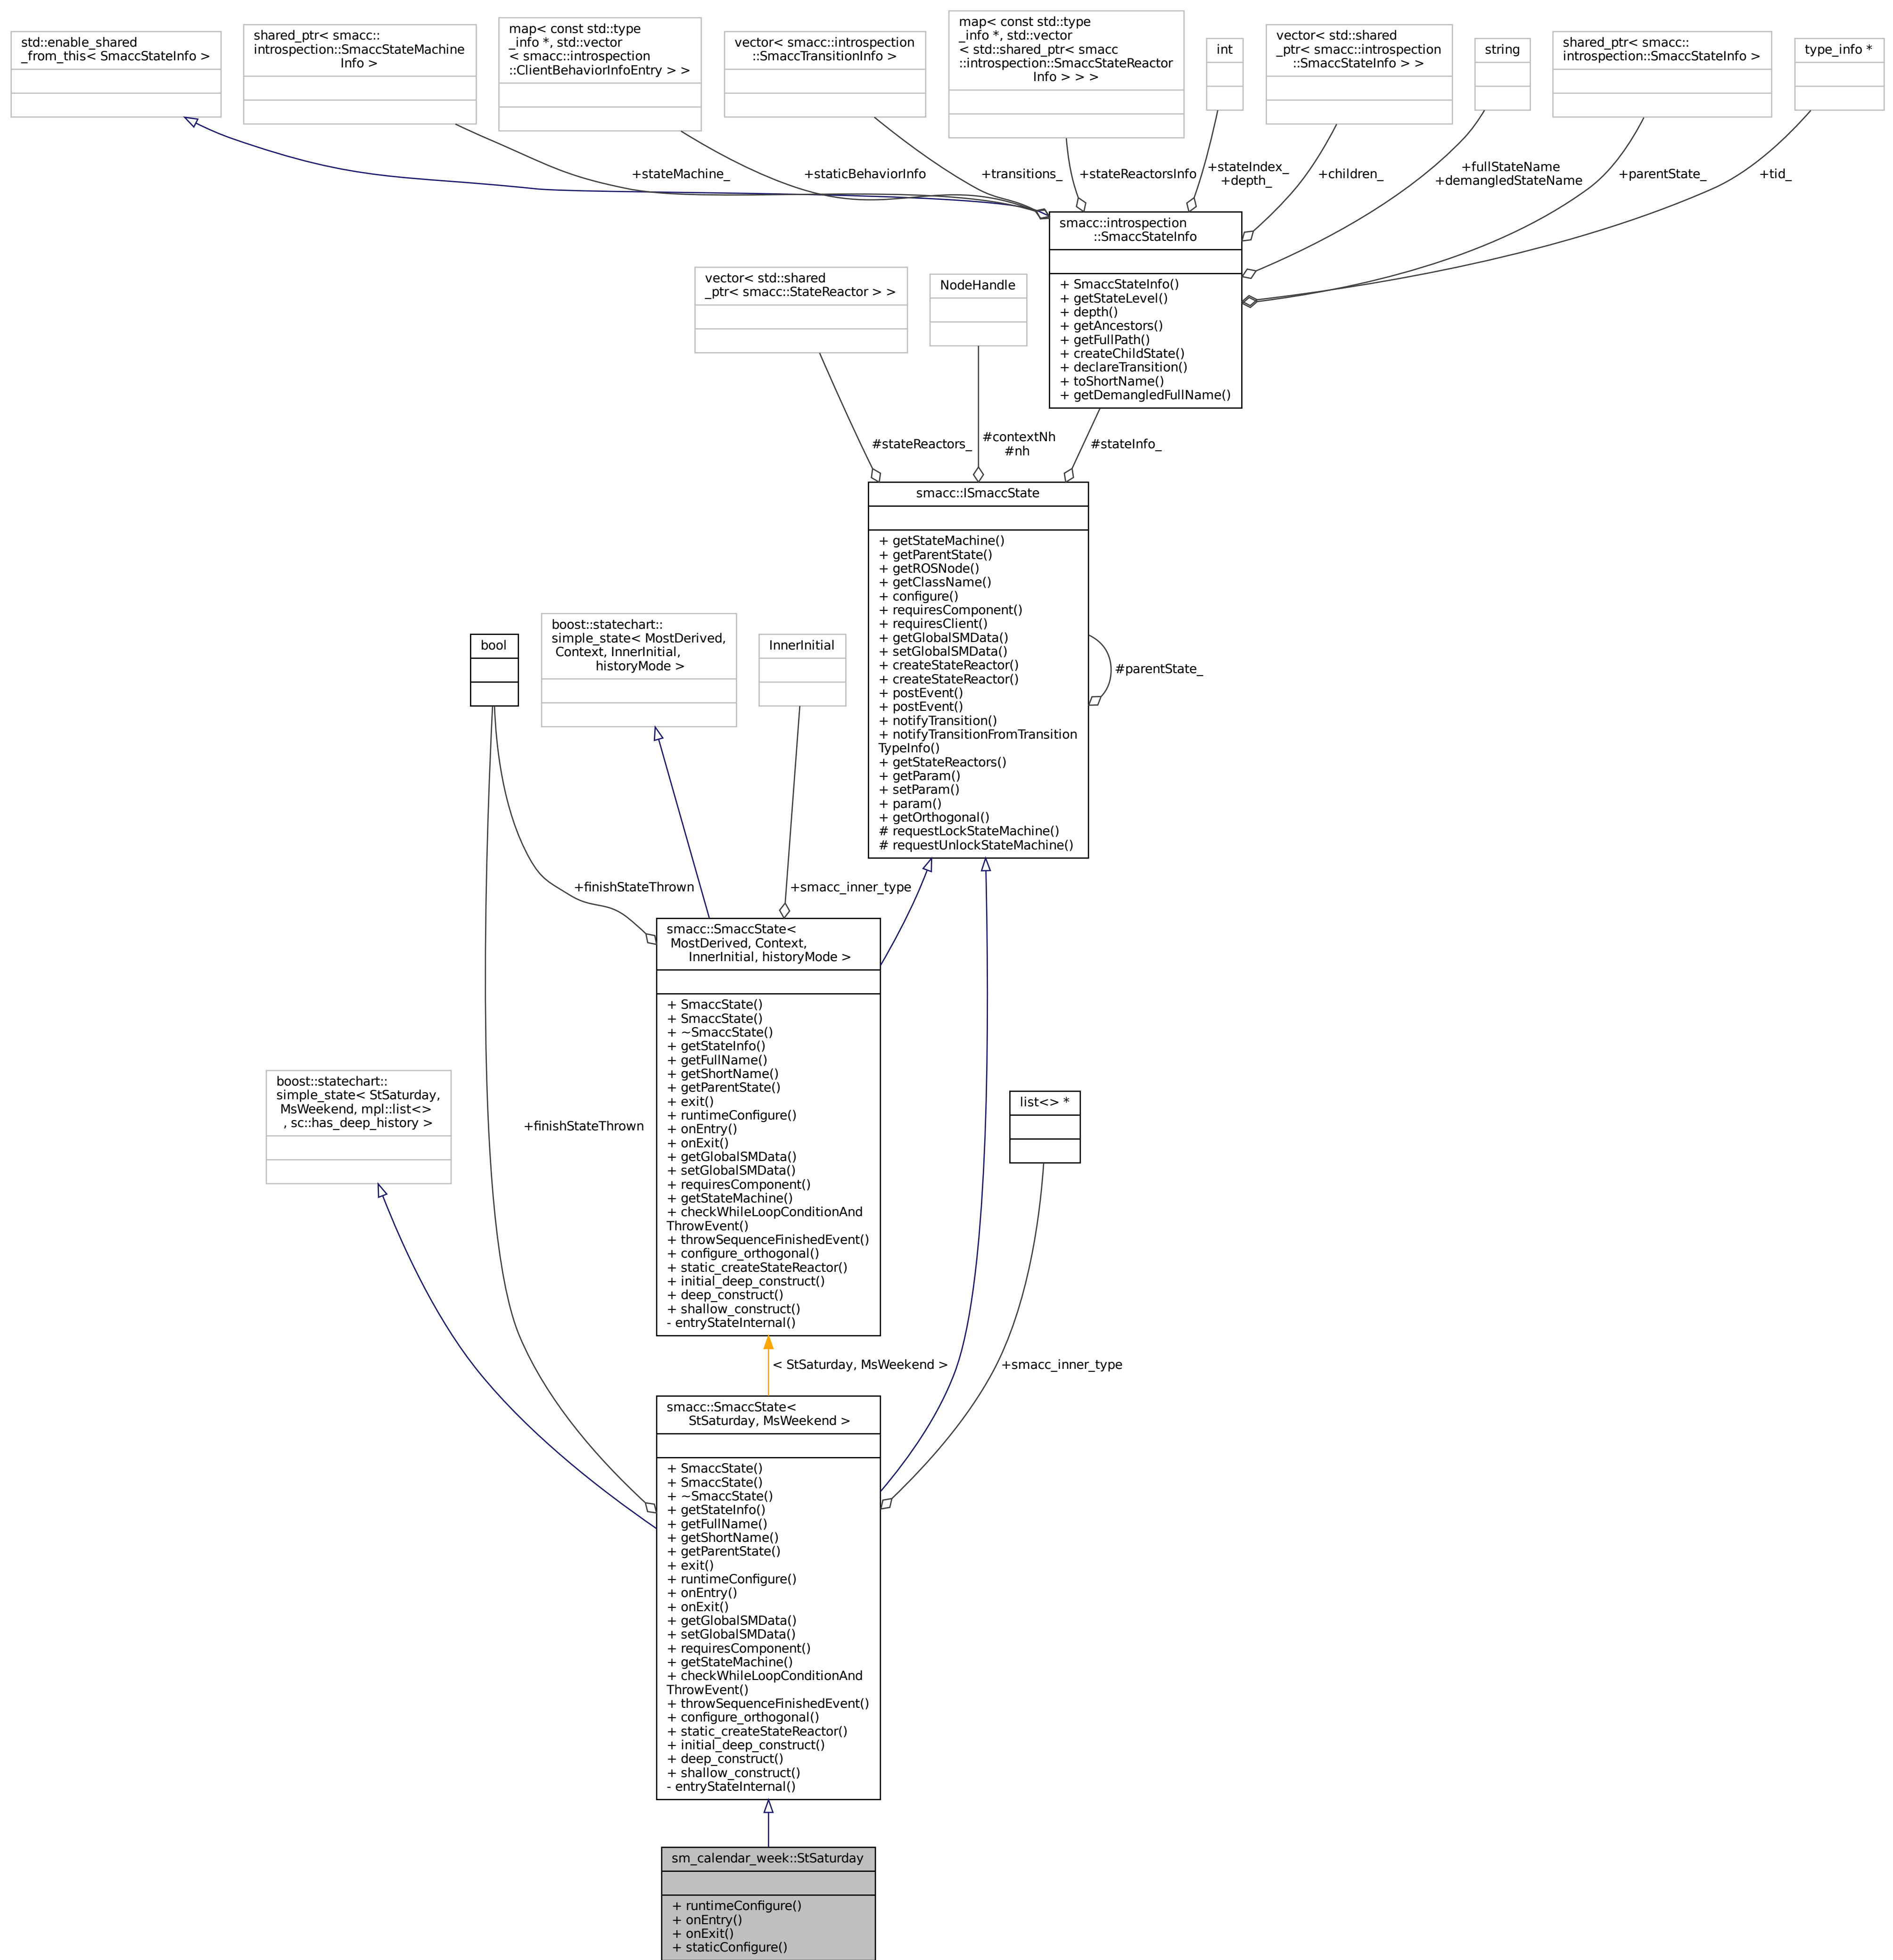 std::enable_shared
_from_this< SmaccStateInfo >
shared_ptr< smacc::
introspection::SmaccStateMachine
Info >
map< const std::type
_info *, std::vector
< smacc::introspection
::ClientBehaviorInfoEntry > >
vector< smacc::introspection
::SmaccTransitionInfo >
map< const std::type
_info *, std::vector
< std::shared_ptr< smacc
::introspection::SmaccStateReactor
Info > > >
int
vector< std::shared
_ptr< smacc::introspection
::SmaccStateInfo > >
string
shared_ptr< smacc::
introspection::SmaccStateInfo >
type_info *
+stateMachine_
+staticBehaviorInfo
+transitions_
+stateReactorsInfo
+stateIndex_
+depth_
+children_
+fullStateName
+demangledStateName
+parentState_
+tid_
smacc::introspection
::SmaccStateInfo
+ SmaccStateInfo()
+ getStateLevel()
+ depth()
+ getAncestors()
+ getFullPath()
+ createChildState()
+ declareTransition()
+ toShortName()
+ getDemangledFullName()
vector< std::shared
_ptr< smacc::StateReactor > >
NodeHandle
#stateReactors_
#contextNh
#nh
#stateInfo_
smacc::ISmaccState
+ getStateMachine()
+ getParentState()
+ getROSNode()
+ getClassName()
+ configure()
+ requiresComponent()
+ requiresClient()
+ getGlobalSMData()
+ setGlobalSMData()
+ createStateReactor()
+ createStateReactor()
+ postEvent()
+ postEvent()
+ notifyTransition()
+ notifyTransitionFromTransition
TypeInfo()
+ getStateReactors()
+ getParam()
+ setParam()
+ param()
+ getOrthogonal()
# requestLockStateMachine()
# requestUnlockStateMachine()
#parentState_
bool
boost::statechart::
simple_state< MostDerived,
Context, InnerInitial,
historyMode >
InnerInitial
+finishStateThrown
+smacc_inner_type
smacc::SmaccState<
MostDerived, Context,
InnerInitial, historyMode >
+ SmaccState()
+ SmaccState()
+ ~SmaccState()
+ getStateInfo()
+ getFullName()
+ getShortName()
+ getParentState()
+ exit()
+ runtimeConfigure()
+ onEntry()
+ onExit()
+ getGlobalSMData()
+ setGlobalSMData()
+ requiresComponent()
+ getStateMachine()
+ checkWhileLoopConditionAnd
ThrowEvent()
+ throwSequenceFinishedEvent()
+ configure_orthogonal()
+ static_createStateReactor()
+ initial_deep_construct()
+ deep_construct()
+ shallow_construct()
- entryStateInternal()
boost::statechart::
simple_state< StSaturday,
MsWeekend, mpl::list<>
, sc::has_deep_history >
+finishStateThrown
list<> *
< StSaturday, MsWeekend >
+smacc_inner_type
smacc::SmaccState<
StSaturday, MsWeekend >
+ SmaccState()
+ SmaccState()
+ ~SmaccState()
+ getStateInfo()
+ getFullName()
+ getShortName()
+ getParentState()
+ exit()
+ runtimeConfigure()
+ onEntry()
+ onExit()
+ getGlobalSMData()
+ setGlobalSMData()
+ requiresComponent()
+ getStateMachine()
+ checkWhileLoopConditionAnd
ThrowEvent()
+ throwSequenceFinishedEvent()
+ configure_orthogonal()
+ static_createStateReactor()
+ initial_deep_construct()
+ deep_construct()
+ shallow_construct()
- entryStateInternal()
sm_calendar_week::StSaturday
+ runtimeConfigure()
+ onEntry()
+ onExit()
+ staticConfigure()